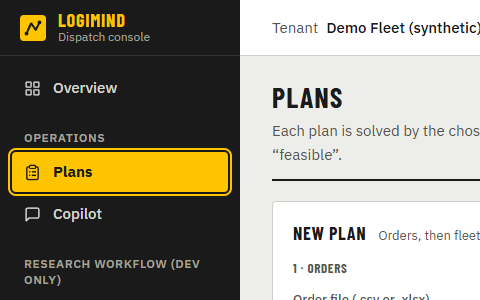 LOGIMIND
Dispatch console
Tenant Demo Fleet (synthetic)
Overview
OPERATIONS
Plans
Copilot
RESEARCH WORKFLOW (DEV
ONLY)
PLANS
Each plan is solved by the
“feasible”.
NEW PLAN Orders, then fleet
1 · ORDERS
Order file (.csv or .xlsx)